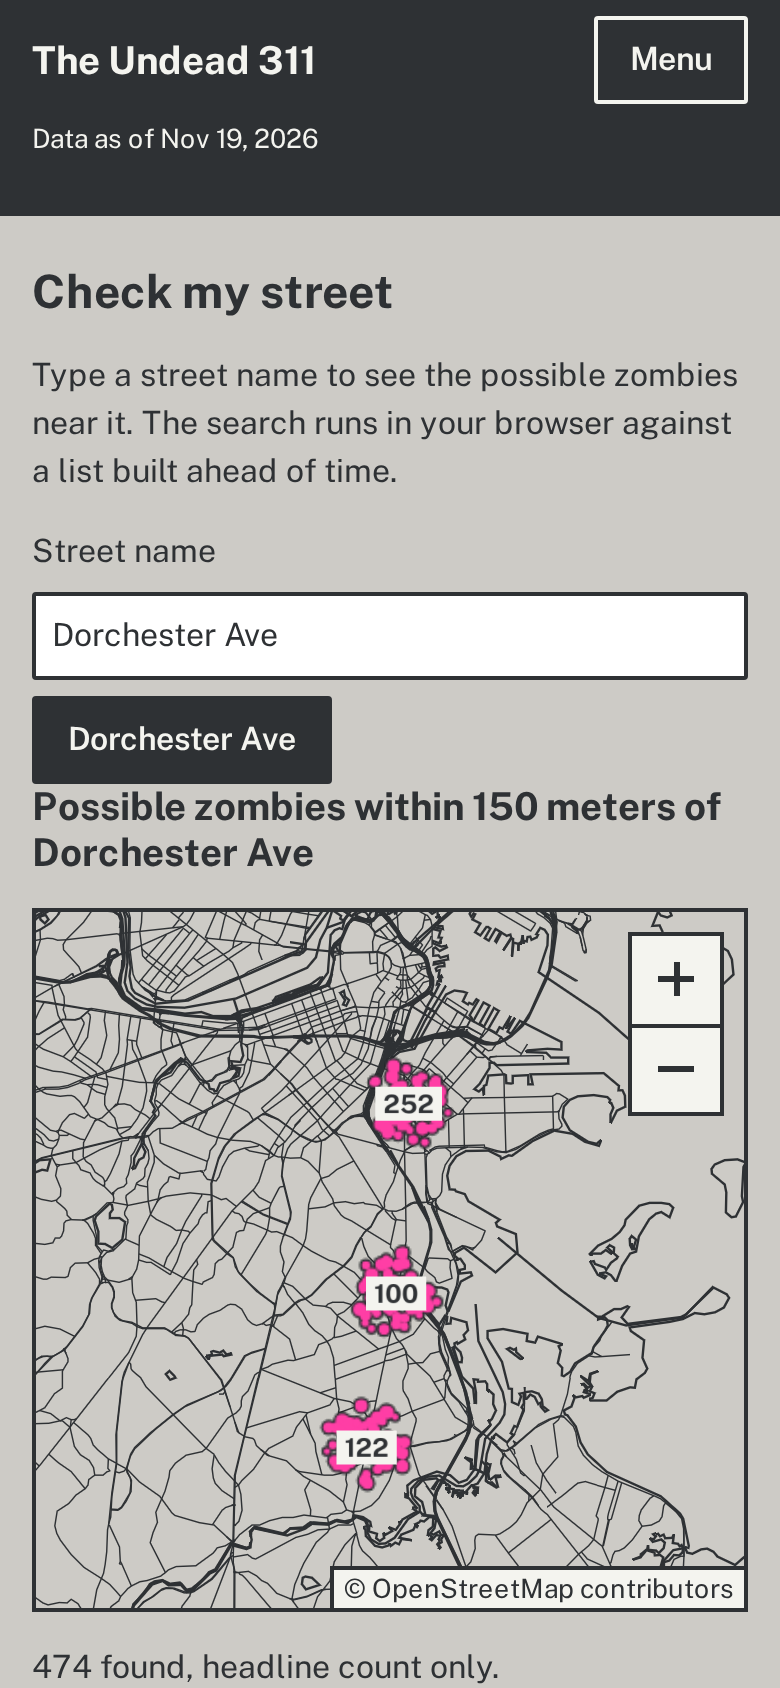 The Undead 311
Menu
Data as of Nov 19, 2026
Check my street
Type a street name to see the possible zombies
near it. The search runs in your browser against
a list built ahead of time.
Street name
Dorchester Ave
Dorchester Ave
Possible zombies within 150 meters of
Dorchester Ave
+
−
252
100
122
© OpenStreetMap contributors
474 found, headline count only.